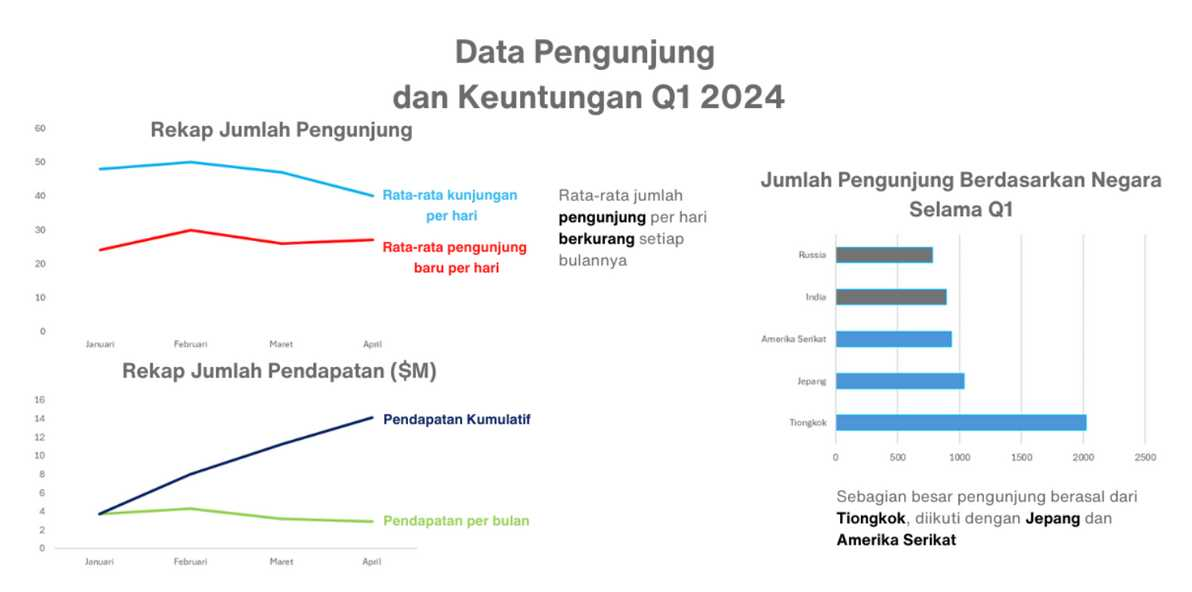 Data Pengunjung
dan Keuntungan Q1 2024
Rekap Jumlah Pengunjung
60
50
40
30
20
10
0
Januari
Februari
Maret
April
Rata-rata kunjungan
per hari
Rata-rata pengunjung
baru per hari
Rata-rata jumlah
pengunjung per hari
berkurang setiap
bulannya
Rekap Jumlah Pendapatan ($M)
16
14
12
10
8
6
4
2
0
Januari
Februari
Maret
April
Pendapatan Kumulatif
Pendapatan per bulan
Jumlah Pengunjung Berdasarkan Negara
Selama Q1
Russia
India
Amerika Serikat
Jepang
Tiongkok
0
500
1000
1500
2000
2500
Sebagian besar pengunjung berasal dari
Tiongkok, diikuti dengan Jepang dan
Amerika Serikat